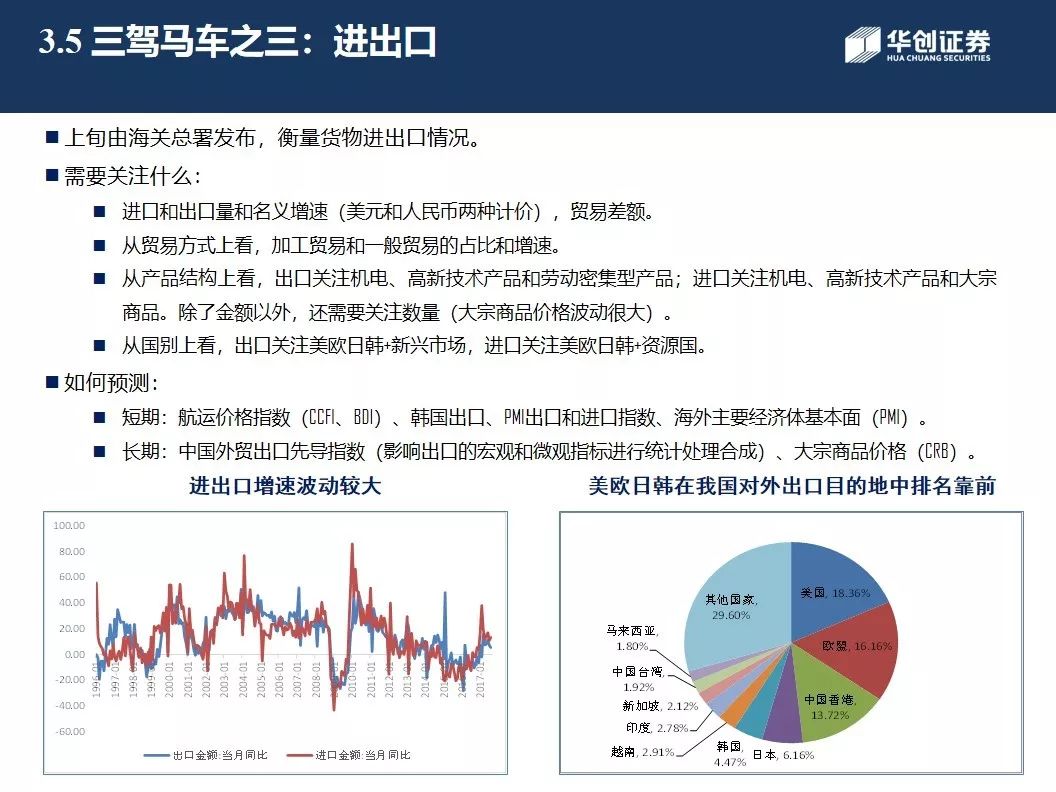 3.5 三驾马车之三：进出口
华创证券
HUA CHUANG SECURITIES
■ 上旬由海关总署发布，衡量货物进出口情况。
■ 需要关注什么：
■ 进口和出口量和名义增速（美元和人民币两种计价），贸易差额。
■ 从贸易方式上看，加工贸易和一般贸易的占比和增速。
■ 从产品结构上看，出口关注机电、高新技术产品和劳动密集型产品；进口关注机电、高新技术产品和大宗
商品。除了金额以外，还需要关注数量（大宗商品价格波动很大）。
■ 从国别上看，出口关注美欧日韩+新兴市场，进口关注美欧日韩+资源国。
■ 如何预测：
■ 短期：航运价格指数（CCFI、BDI）、韩国出口、PMI出口和进口指数、海外主要经济体基本面（PMI）。
■ 长期：中国外贸出口先导指数（影响出口的宏观和微观指标进行统计处理合成）、大宗商品价格（CRB）。
进出口增速波动较大
100.00
80.00
60.00
40.00
20.00
0.00
-20.00
-40.00
-60.00
1996-01
1997-01
1998-01
1999-01
2000-01
2001-01
2002-01
2003-01
2004-01
2005-01
2006-01
2007-01
2008-01
2009-01
2010-01
2011-01
2012-01
2013-01
2014-01
2015-01
2016-01
2017-01
出口金额:当月同比
进口金额:当月同比
美欧日韩在我国对外出口目的地中排名靠前
美国, 18.36%
欧盟, 16.16%
中国香港,
13.72%
日本, 6.16%
韩国,
4.47%
越南, 2.91%
印度, 2.78%
新加坡, 2.12%
中国台湾,
1.92%
马来西亚,
1.80%
其他国家,
29.60%